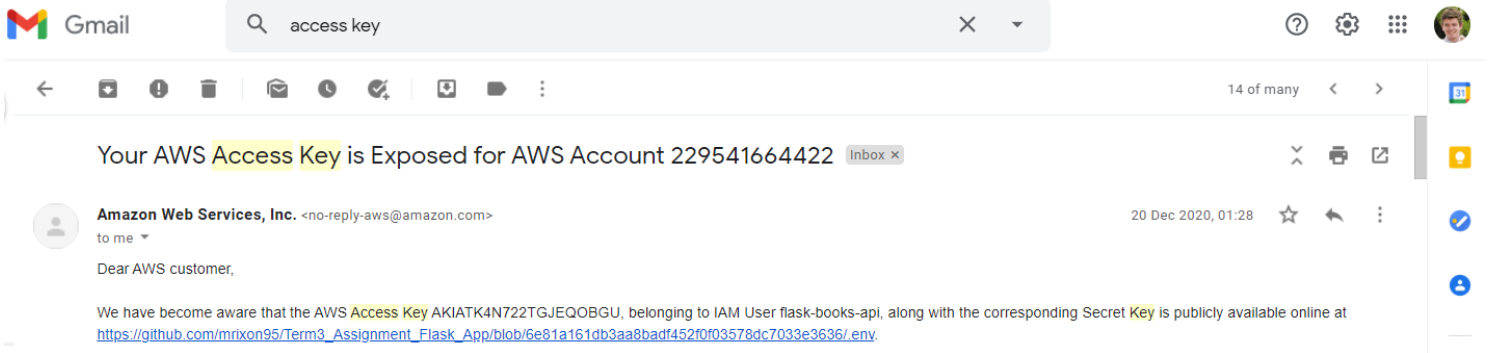 Gmail
access key
14 of many
31
Your AWS Access Key is Exposed for AWS Account 229541664422 Inbox ×
Amazon Web Services, Inc. <no-reply-aws@amazon.com>
20 Dec 2020, 01:28
to me
Dear AWS customer,
We have become aware that the AWS Access Key AKIATK4N722TGJEQOBGU, belonging to IAM User flask-books-api, along with the corresponding Secret Key is publicly available online at
https://github.com/mrixon95/Term3_Assignment_Flask_App/blob/6e81a161db3aa8badf452f0f03578dc7033e3636/.env.